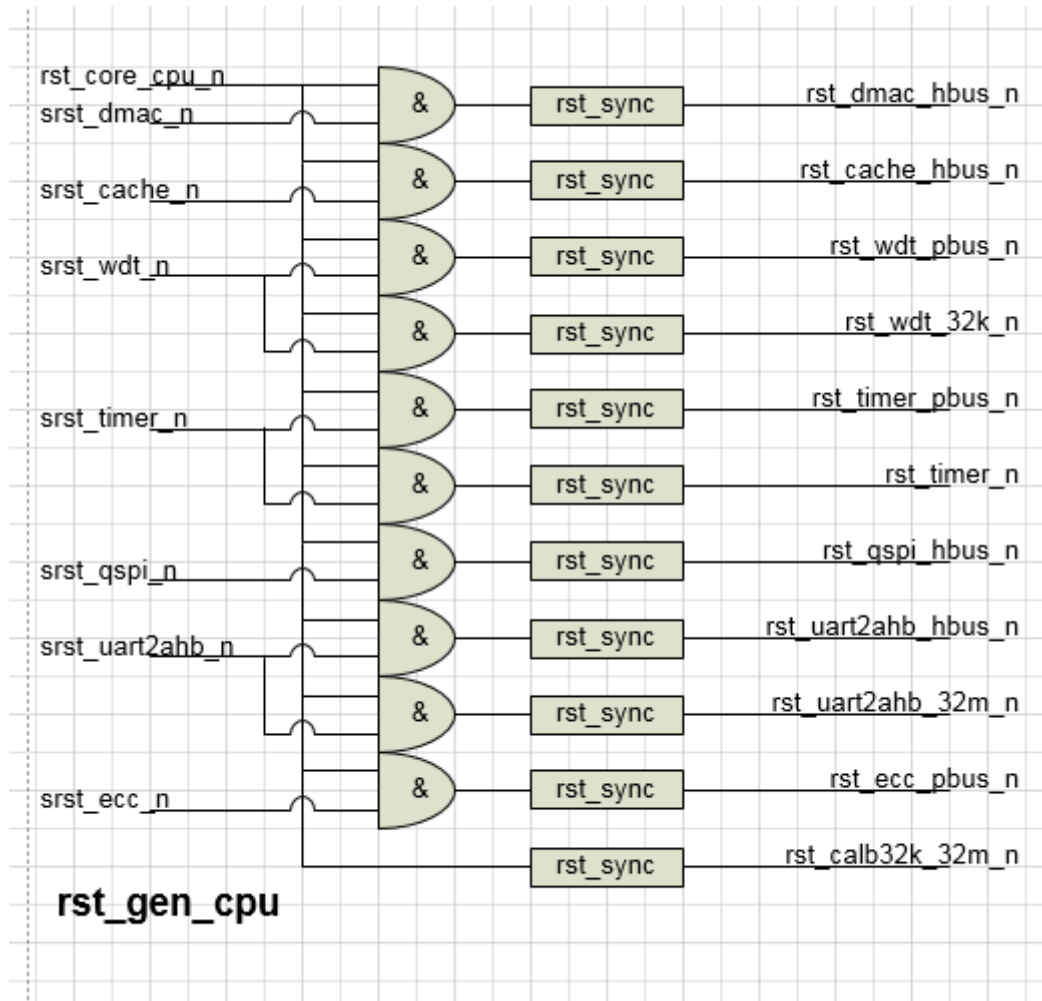 rst_core_cpu_n
srst_dmac_n
& rst_sync rst_dmac_hbus_n
srst_cache_n
& rst_sync rst_cache_hbus_n
srst_wdt_n
& rst_sync rst_wdt_pbus_n
& rst_sync rst_wdt_32k_n
srst_timer_n
& rst_sync rst_timer_pbus_n
& rst_sync rst_timer_n
srst_qspi_n
& rst_sync rst_qspi_hbus_n
srst_uart2ahb_n
& rst_sync rst_uart2ahb_hbus_n
& rst_sync rst_uart2ahb_32m_n
srst_ecc_n
& rst_sync rst_ecc_pbus_n
rst_sync rst_calb32k_32m_n
rst_gen_cpu